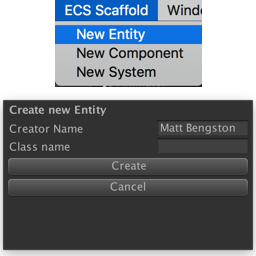 ECS Scaffold
New Entity
New Component
New System
Create new Entity
Creator Name Matt Bengston
Class name
Create
Cancel